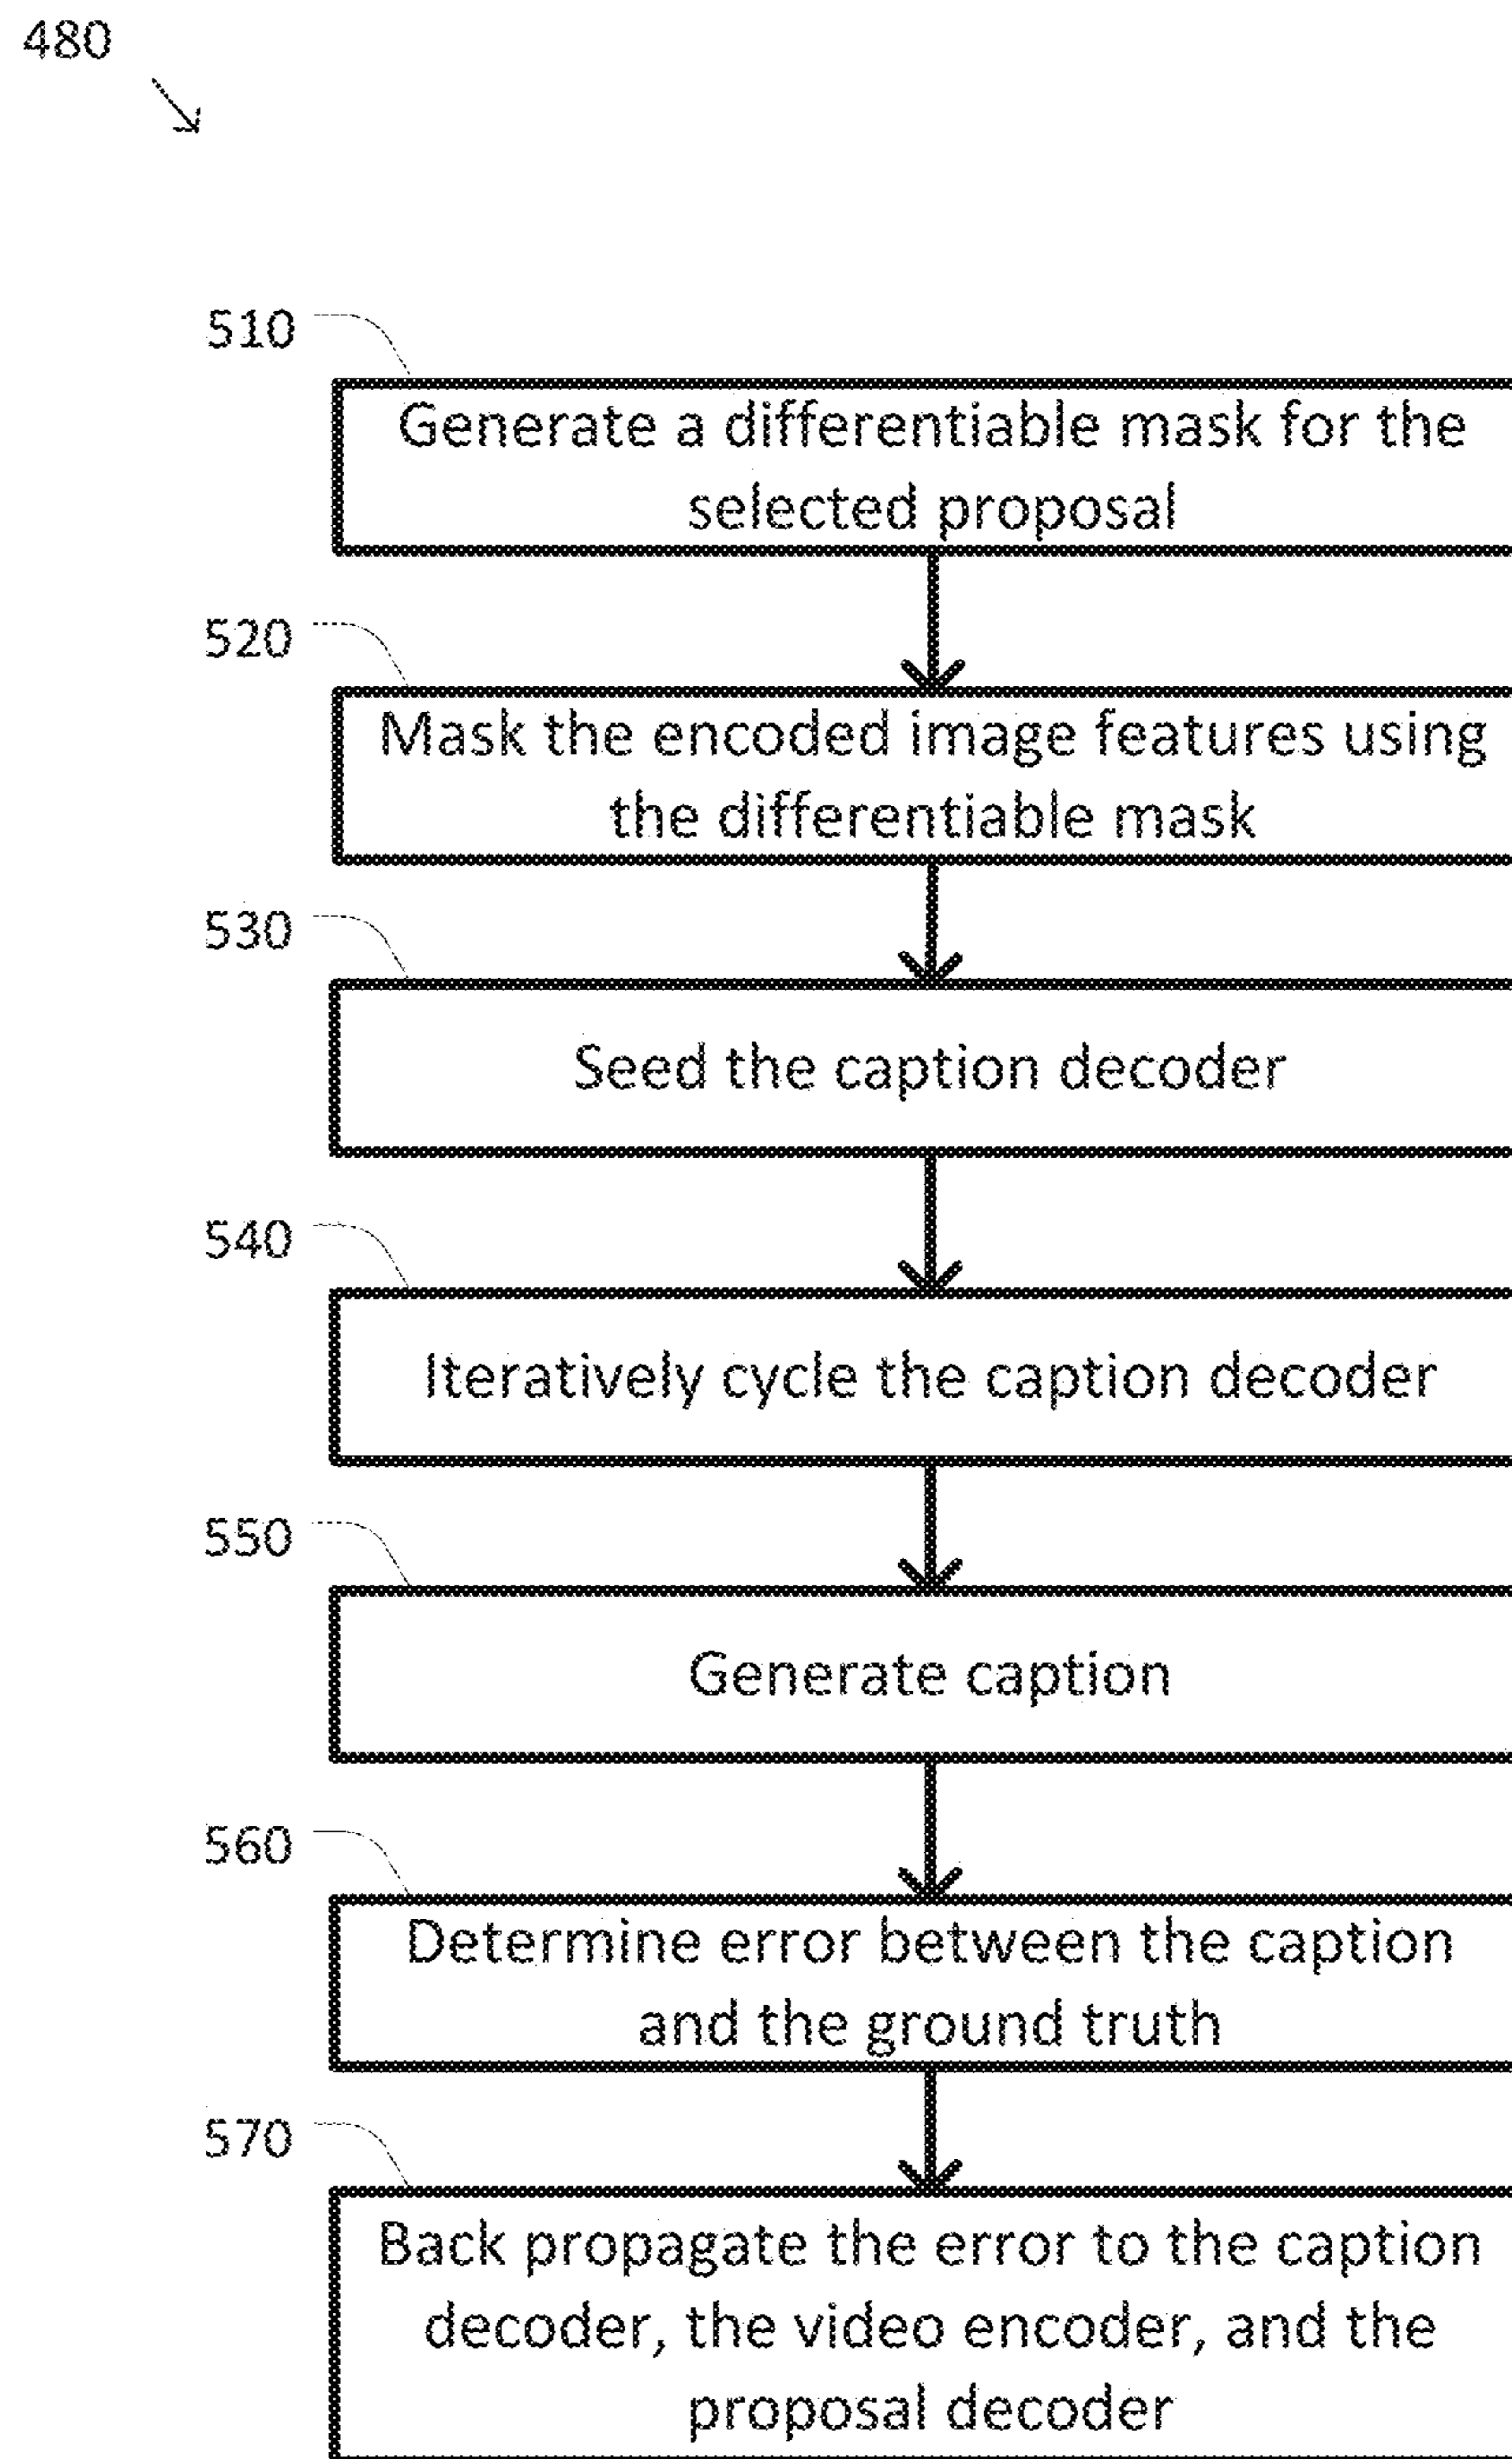 480
510
Generate a differentiable mask for the
selected proposal
520
Mask the encoded image features using
the differentiable mask
530
Seed the caption decoder
540
Iteratively cycle the caption decoder
550
Generate caption
560
Determine error between the caption
and the ground truth
570
Back propagate the error to the caption
decoder, the video encoder, and the
proposal decoder